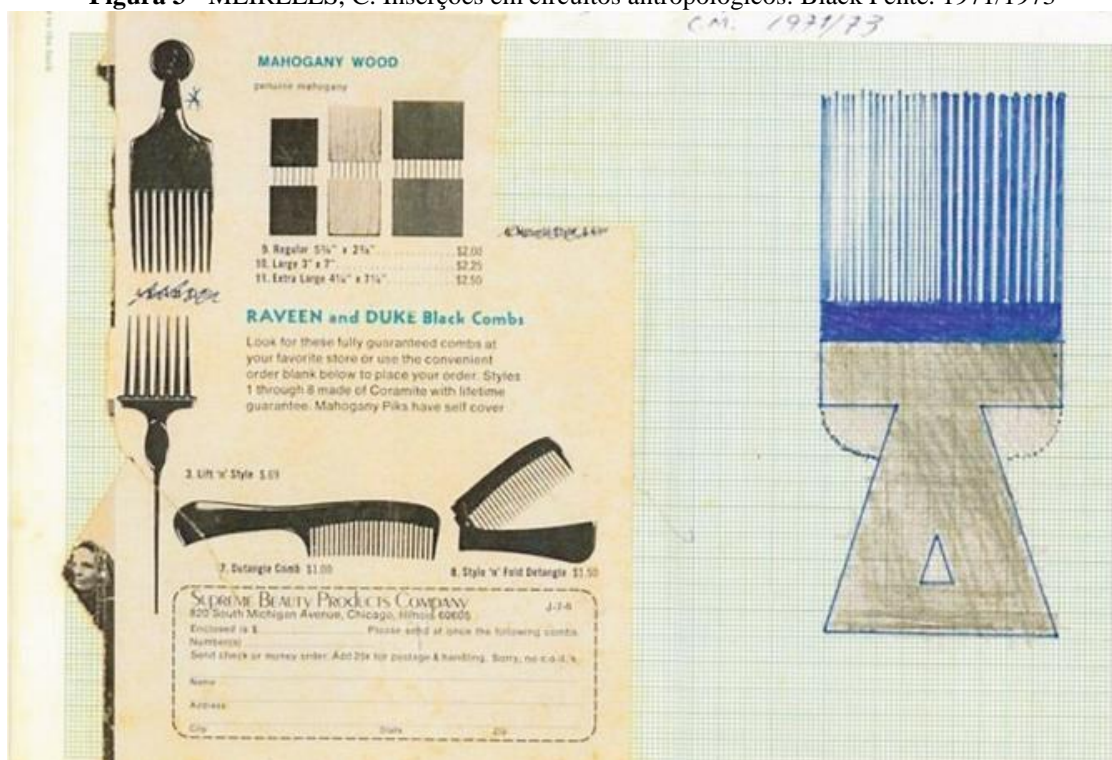 Figura 3 - MEIRELES, C. Inserções em circuitos antropológicos: Black Pente. 1971/1973
C.M. 1971/73
MAHOGANY WOOD
genuine mahogany
9. Regular 5¾" x 2¾" $2.00
10. Large 3" x 7" $2.25
11. Extra Large 4¼" x 7¼" $2.50
RAVEEN and DUKE Black Combs
Look for these fully guaranteed combs at
your favorite store or use the convenient
order blank below to place your order. Styles
1 through 8 made of Coramite with lifetime
guarantee. Mahogany Piks have self cover
3. Lift 'n' Style $.69
7. Detangle Comb $1.00
8. Style 'n' Fold Detangle $1.50
SUPREME BEAUTY PRODUCTS COMPANY
820 South Michigan Avenue, Chicago, Illinois 60605
J-7-6
Enclosed is $ Please send at once the following combs
Number(s)
Send check or money order. Add 25¢ for postage & handling. Sorry, no c.o.d.'s.
Name
Address
City State Zip